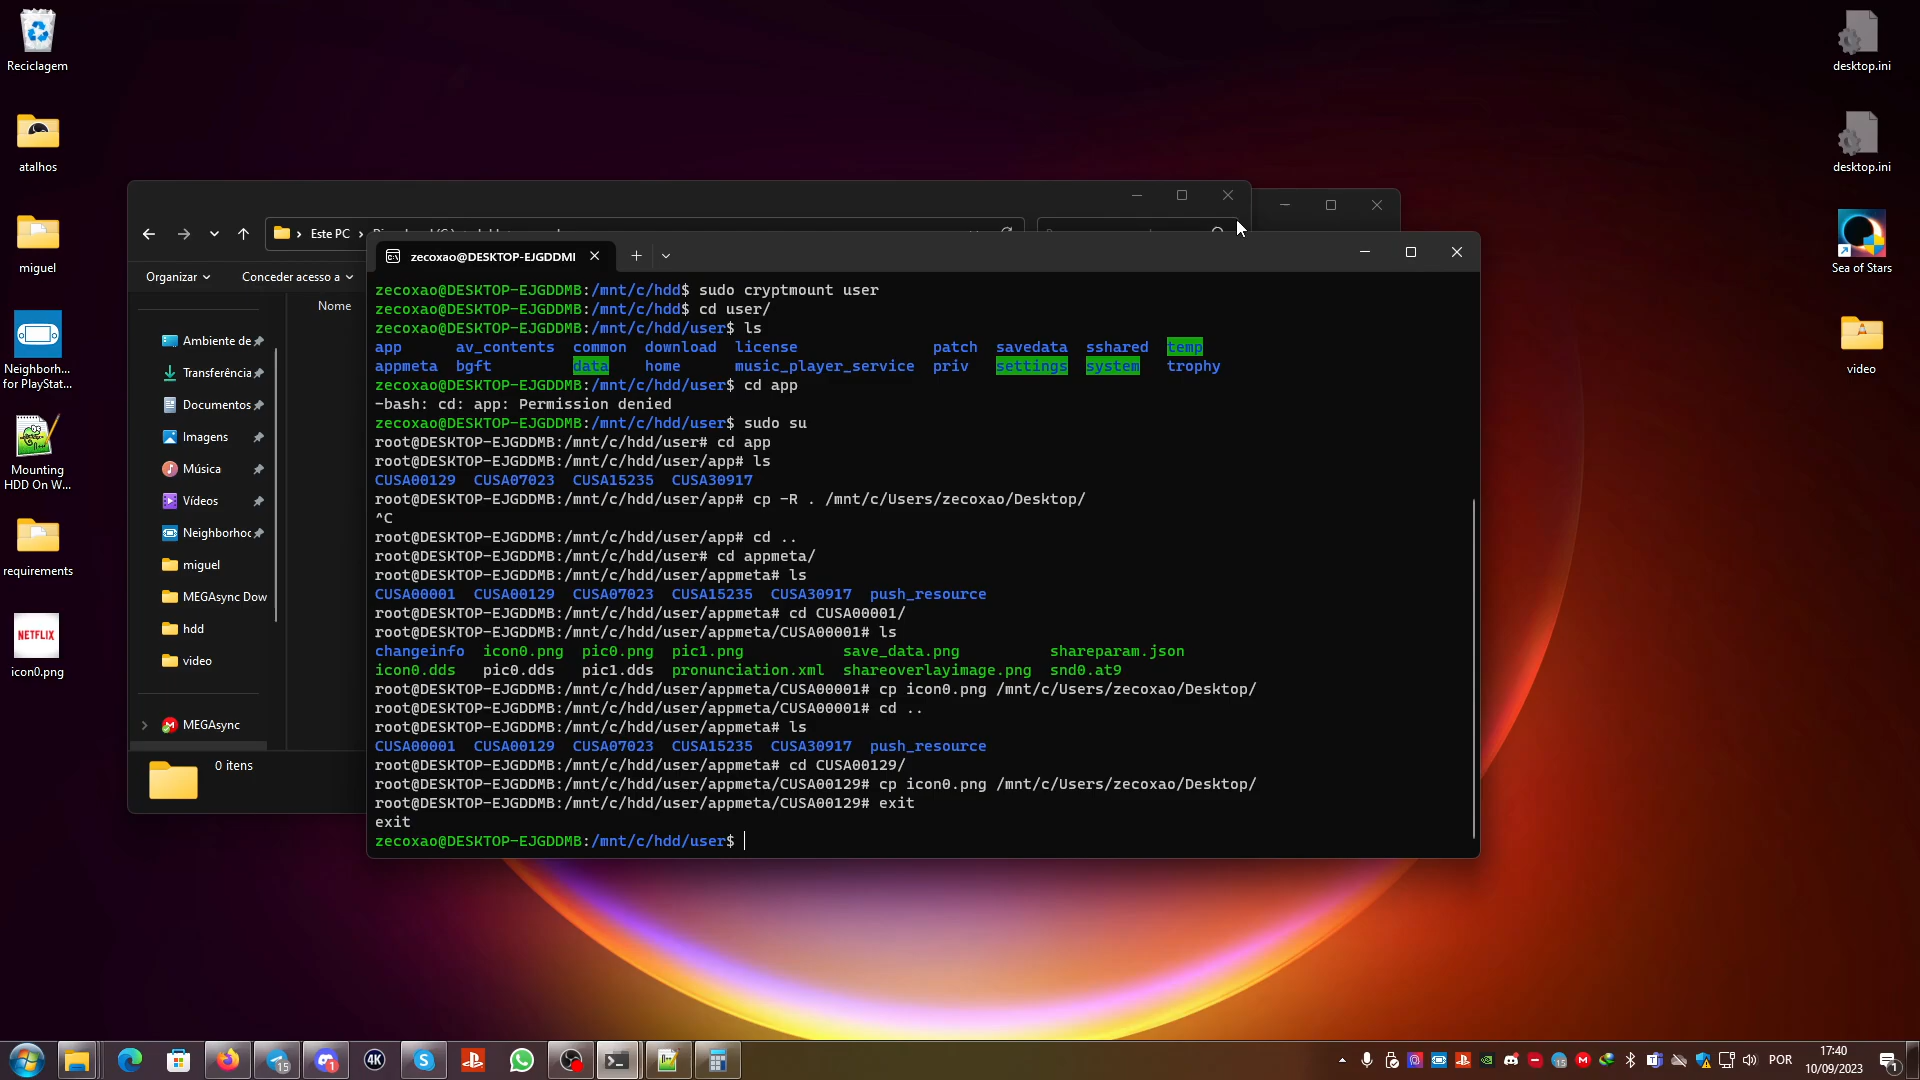 Reciclagem
atalhos
miguel
Neighborh...
for PlayStat...
Mounting
HDD On W...
requirements
NETFLIX
icon0.png
desktop.ini
desktop.ini
Sea of Stars
video
Este PC
Organizar
Conceder acesso a
Nome
Ambiente de
Transferência
Documentos
Imagens
Música
Vídeos
Neighborhoc
miguel
MEGAsync Dow
hdd
video
MEGAsync
0 itens
zecoxao@DESKTOP-EJGDDMI
zecoxao@DESKTOP-EJGDDMB:/mnt/c/hdd$ sudo cryptmount user
zecoxao@DESKTOP-EJGDDMB:/mnt/c/hdd$ cd user/
zecoxao@DESKTOP-EJGDDMB:/mnt/c/hdd/user$ ls
app av_contents common download license patch savedata sshared temp
appmeta bgft data home music_player_service priv settings system trophy
zecoxao@DESKTOP-EJGDDMB:/mnt/c/hdd/user$ cd app
-bash: cd: app: Permission denied
zecoxao@DESKTOP-EJGDDMB:/mnt/c/hdd/user$ sudo su
root@DESKTOP-EJGDDMB:/mnt/c/hdd/user# cd app
root@DESKTOP-EJGDDMB:/mnt/c/hdd/user/app# ls
CUSA00129 CUSA07023 CUSA15235 CUSA30917
root@DESKTOP-EJGDDMB:/mnt/c/hdd/user/app# cp -R . /mnt/c/Users/zecoxao/Desktop/
^C
root@DESKTOP-EJGDDMB:/mnt/c/hdd/user/app# cd ..
root@DESKTOP-EJGDDMB:/mnt/c/hdd/user# cd appmeta/
root@DESKTOP-EJGDDMB:/mnt/c/hdd/user/appmeta# ls
CUSA00001 CUSA00129 CUSA07023 CUSA15235 CUSA30917 push_resource
root@DESKTOP-EJGDDMB:/mnt/c/hdd/user/appmeta# cd CUSA00001/
root@DESKTOP-EJGDDMB:/mnt/c/hdd/user/appmeta/CUSA00001# ls
changeinfo icon0.png pic0.png pic1.png save_data.png shareparam.json
icon0.dds pic0.dds pic1.dds pronunciation.xml shareoverlayimage.png snd0.at9
root@DESKTOP-EJGDDMB:/mnt/c/hdd/user/appmeta/CUSA00001# cp icon0.png /mnt/c/Users/zecoxao/Desktop/
root@DESKTOP-EJGDDMB:/mnt/c/hdd/user/appmeta/CUSA00001# cd ..
root@DESKTOP-EJGDDMB:/mnt/c/hdd/user/appmeta# ls
CUSA00001 CUSA00129 CUSA07023 CUSA15235 CUSA30917 push_resource
root@DESKTOP-EJGDDMB:/mnt/c/hdd/user/appmeta# cd CUSA00129/
root@DESKTOP-EJGDDMB:/mnt/c/hdd/user/appmeta/CUSA00129# cp icon0.png /mnt/c/Users/zecoxao/Desktop/
root@DESKTOP-EJGDDMB:/mnt/c/hdd/user/appmeta/CUSA00129# exit
exit
zecoxao@DESKTOP-EJGDDMB:/mnt/c/hdd/user$
15
1
4K
15
POR
17:40
10/09/2023
1